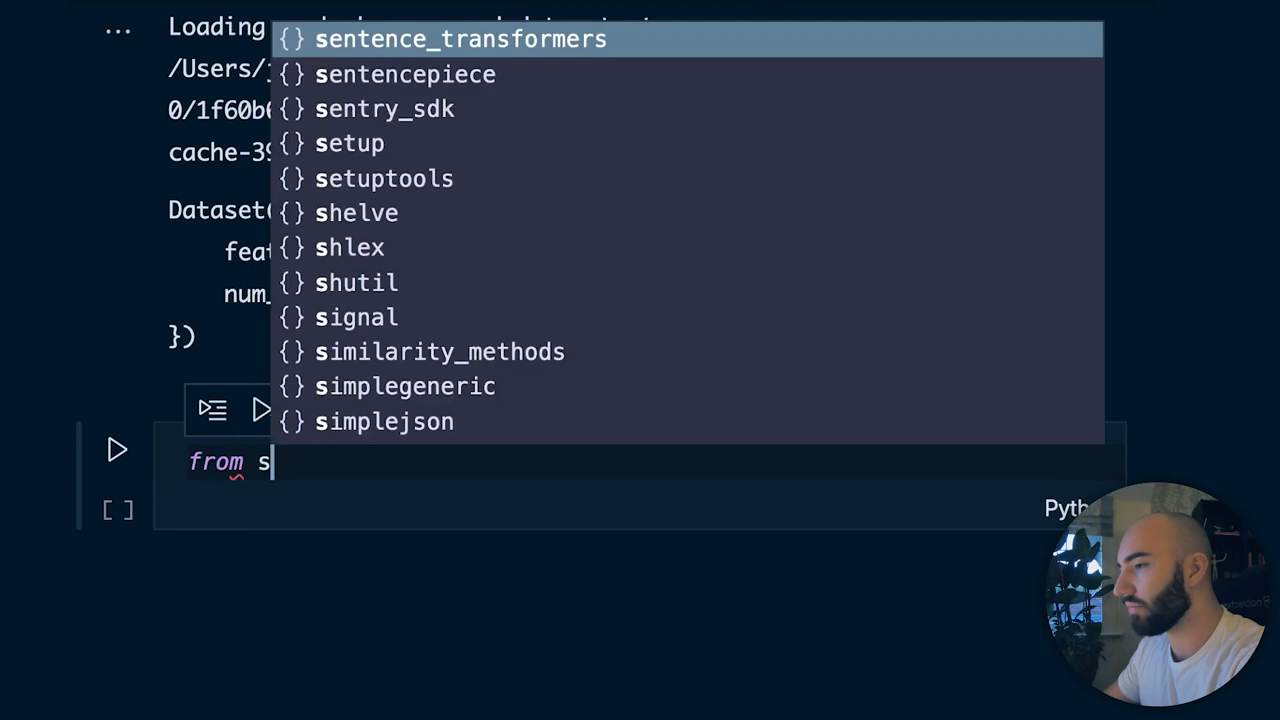 ... Loading
{} sentence_transformers
/Users/
{} sentencepiece
0/1f60b
{} sentry_sdk
cache-39
{} setup
{} setuptools
Dataset(
{} shelve
feat
{} shlex
num_
{} shutil
})
{} signal
{} similarity_methods
{} simplegeneric
{} simplejson
from s
[ ]
Pyth